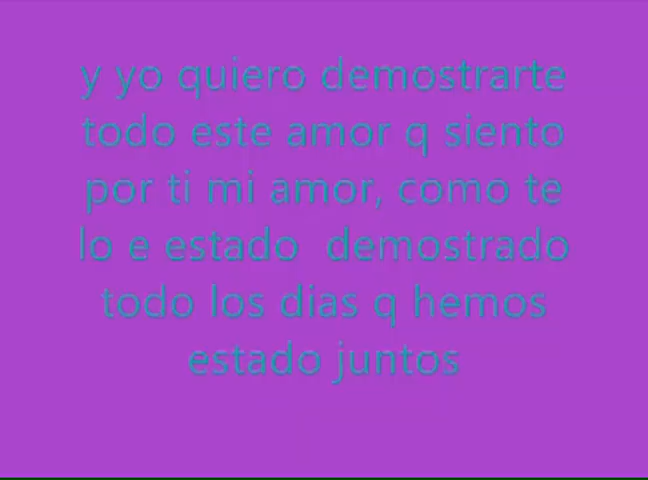 y yo quiero demostrarte
todo este amor q siento
por ti mi amor, como te
lo e estado demostrado
todo los dias q hemos
estado juntos